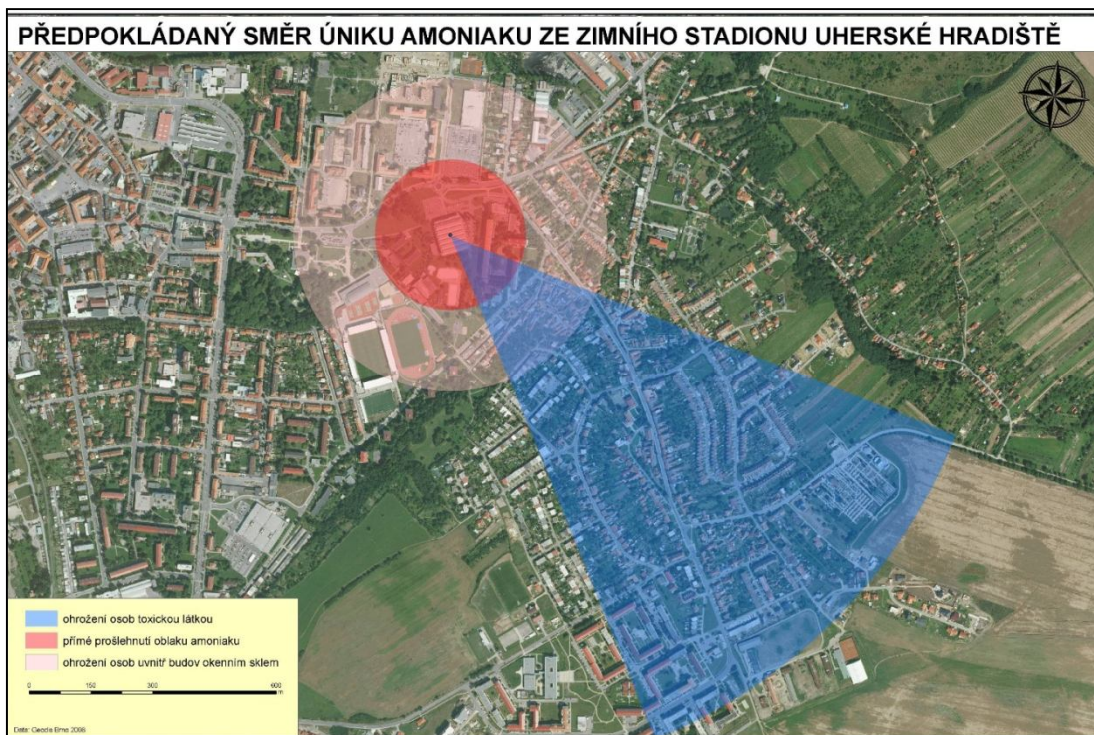 PŘEDPOKLÁDANÝ SMĚR ÚNIKU AMONIAKU ZE ZIMNÍHO STADIONU UHERSKÉ HRADIŠTĚ
ohrožení osob toxickou látkou
přímé prošlehnutí oblaku amoniaku
ohrožení osob uvnitř budov okenním sklem
0 150 300 600
m
Data: Geodis Brno 2006